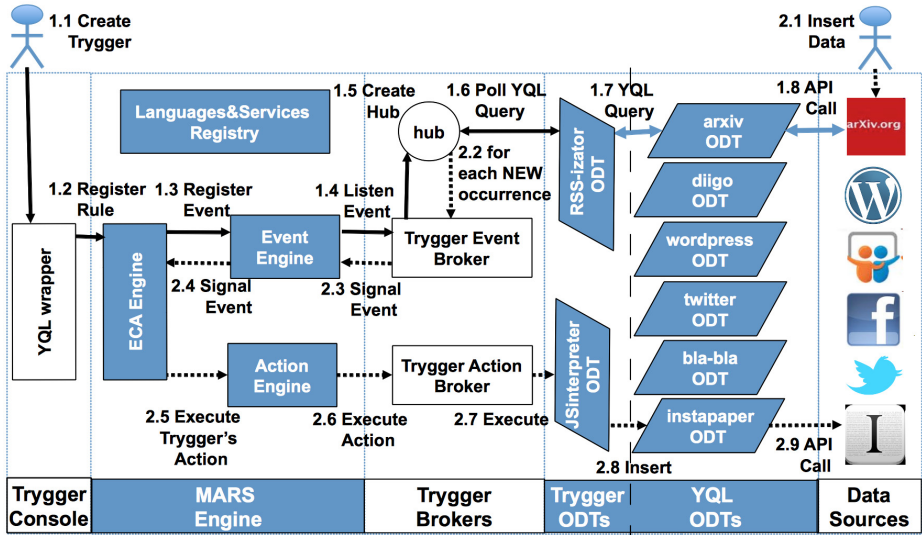 1.1 Create
Trygger
2.1 Insert
Data
Languages&Services
Registry
1.5 Create
Hub
hub
1.6 Poll YQL
Query
1.7 YQL
Query
1.8 API
Call
arXiv.org
2.2 for
each NEW
occurrence
RSS-izator
ODT
arxiv
ODT
diigo
ODT
wordpress
ODT
twitter
ODT
bla-bla
ODT
instapaper
ODT
1.2 Register
Rule
1.3 Register
Event
1.4 Listen
Event
YQL wrapper
ECA Engine
Event
Engine
Trygger Event
Broker
2.4 Signal
Event
2.3 Signal
Event
Action
Engine
Trygger Action
Broker
JSinterpreter
ODT
2.5 Execute
Trygger's
Action
2.6 Execute
Action
2.7 Execute
2.8 Insert
2.9 API
Call
W
f
I
Trygger
Console
MARS
Engine
Trygger
Brokers
Trygger
ODTs
YQL
ODTs
Data
Sources